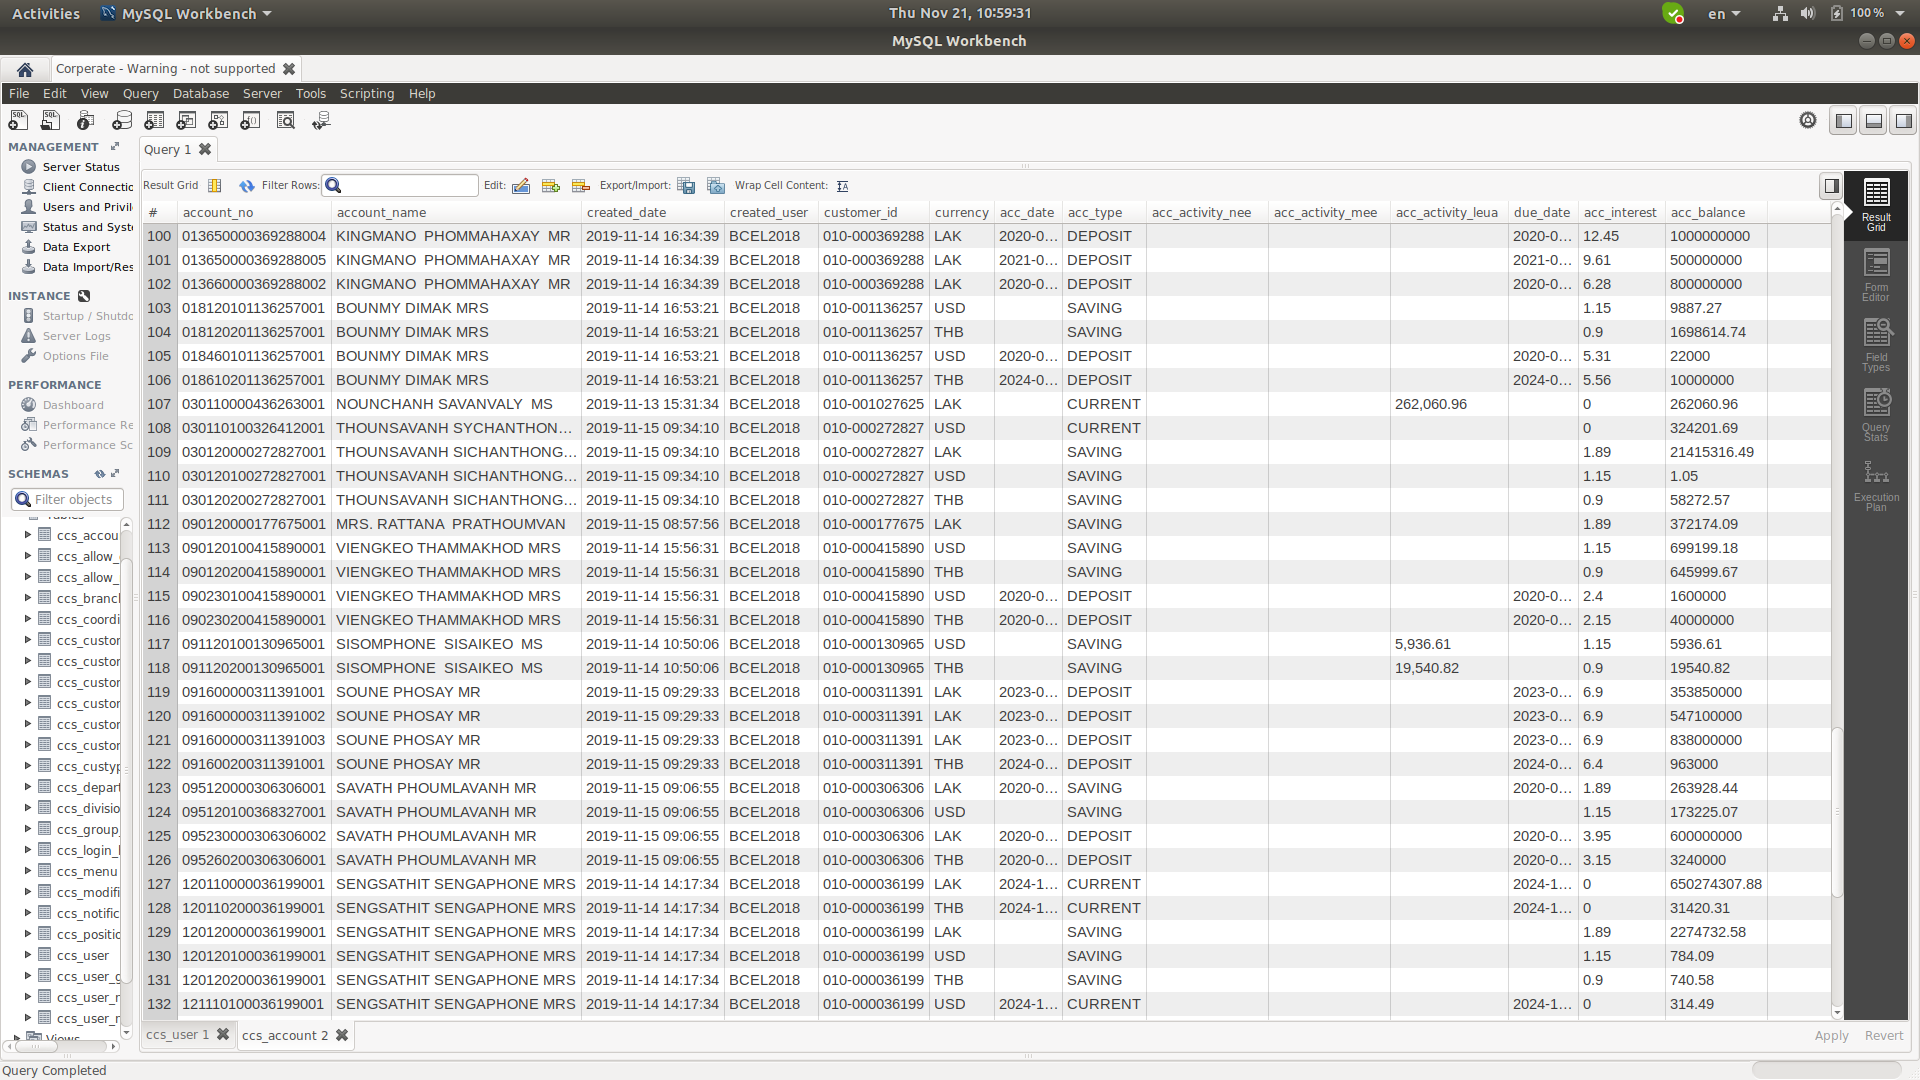 Activities MySQL Workbench Thu Nov 21, 10:59:31 en 100 %
MySQL Workbench
Corperate - Warning - not supported
File Edit View Query Database Server Tools Scripting Help
MANAGEMENT
Server Status
Client Connectio
Users and Privil
Status and Syste
Data Export
Data Import/Res
INSTANCE
Startup / Shutdo
Server Logs
Options File
PERFORMANCE
Dashboard
Performance Re
Performance Sc
SCHEMAS
Filter objects
Tables
ccs_accou
ccs_allow_
ccs_allow_
ccs_branch
ccs_coordi
ccs_custom
ccs_custom
ccs_custom
ccs_custom
ccs_custom
ccs_custom
ccs_custyp
ccs_depart
ccs_divisio
ccs_group_
ccs_login_l
ccs_menu
ccs_modifi
ccs_notific
ccs_positic
ccs_user
ccs_user_g
ccs_user_r
ccs_user_r
Views
Query 1
Result Grid Filter Rows: Edit: Export/Import: Wrap Cell Content:
# account_no account_name created_date created_user customer_id currency acc_date acc_type acc_activity_nee acc_activity_mee acc_activity_leua due_date acc_interest acc_balance
100 013650000369288004 KINGMANO PHOMMAHAXAY MR 2019-11-14 16:34:39 BCEL2018 010-000369288 LAK 2020-0... DEPOSIT 2020-0... 12.45 1000000000
101 013650000369288005 KINGMANO PHOMMAHAXAY MR 2019-11-14 16:34:39 BCEL2018 010-000369288 LAK 2021-0... DEPOSIT 2021-0... 9.61 500000000
102 013660000369288002 KINGMANO PHOMMAHAXAY MR 2019-11-14 16:34:39 BCEL2018 010-000369288 LAK 2020-0... DEPOSIT 2020-0... 6.28 800000000
103 018120101136257001 BOUNMY DIMAK MRS 2019-11-14 16:53:21 BCEL2018 010-001136257 USD SAVING 1.15 9887.27
104 018120201136257001 BOUNMY DIMAK MRS 2019-11-14 16:53:21 BCEL2018 010-001136257 THB SAVING 0.9 1698614.74
105 018460101136257001 BOUNMY DIMAK MRS 2019-11-14 16:53:21 BCEL2018 010-001136257 USD 2020-0... DEPOSIT 2020-0... 5.31 22000
106 018610201136257001 BOUNMY DIMAK MRS 2019-11-14 16:53:21 BCEL2018 010-001136257 THB 2024-0... DEPOSIT 2024-0... 5.56 10000000
107 030110000436263001 NOUNCHANH SAVANVALY MS 2019-11-13 15:31:34 BCEL2018 010-001027625 LAK CURRENT 262,060.96 0 262060.96
108 030110100326412001 THOUNSAVANH SYCHANTHON... 2019-11-15 09:34:10 BCEL2018 010-000272827 USD CURRENT 0 324201.69
109 030120000272827001 THOUNSAVANH SICHANTHONG... 2019-11-15 09:34:10 BCEL2018 010-000272827 LAK SAVING 1.89 21415316.49
110 030120100272827001 THOUNSAVANH SICHANTHONG... 2019-11-15 09:34:10 BCEL2018 010-000272827 USD SAVING 1.15 1.05
111 030120200272827001 THOUNSAVANH SICHANTHONG... 2019-11-15 09:34:10 BCEL2018 010-000272827 THB SAVING 0.9 58272.57
112 090120000177675001 MRS. RATTANA PRATHOUMVAN 2019-11-15 08:57:56 BCEL2018 010-000177675 LAK SAVING 1.89 372174.09
113 090120100415890001 VIENGKEO THAMMAKHOD MRS 2019-11-14 15:56:31 BCEL2018 010-000415890 USD SAVING 1.15 699199.18
114 090120200415890001 VIENGKEO THAMMAKHOD MRS 2019-11-14 15:56:31 BCEL2018 010-000415890 THB SAVING 0.9 645999.67
115 090230100415890001 VIENGKEO THAMMAKHOD MRS 2019-11-14 15:56:31 BCEL2018 010-000415890 USD 2020-0... DEPOSIT 2020-0... 2.4 1600000
116 090230200415890001 VIENGKEO THAMMAKHOD MRS 2019-11-14 15:56:31 BCEL2018 010-000415890 THB 2020-0... DEPOSIT 2020-0... 2.15 40000000
117 091120100130965001 SISOMPHONE SISAIKEO MS 2019-11-14 10:50:06 BCEL2018 010-000130965 USD SAVING 5,936.61 1.15 5936.61
118 091120200130965001 SISOMPHONE SISAIKEO MS 2019-11-14 10:50:06 BCEL2018 010-000130965 THB SAVING 19,540.82 0.9 19540.82
119 091600000311391001 SOUNE PHOSAY MR 2019-11-15 09:29:33 BCEL2018 010-000311391 LAK 2023-0... DEPOSIT 2023-0... 6.9 353850000
120 091600000311391002 SOUNE PHOSAY MR 2019-11-15 09:29:33 BCEL2018 010-000311391 LAK 2023-0... DEPOSIT 2023-0... 6.9 547100000
121 091600000311391003 SOUNE PHOSAY MR 2019-11-15 09:29:33 BCEL2018 010-000311391 LAK 2023-0... DEPOSIT 2023-0... 6.9 838000000
122 091600200311391001 SOUNE PHOSAY MR 2019-11-15 09:29:33 BCEL2018 010-000311391 THB 2024-0... DEPOSIT 2024-0... 6.4 963000
123 095120000306306001 SAVATH PHOUMLAVANH MR 2019-11-15 09:06:55 BCEL2018 010-000306306 LAK 2020-0... SAVING 2020-0... 1.89 263928.44
124 095120100368327001 SAVATH PHOUMLAVANH MR 2019-11-15 09:06:55 BCEL2018 010-000306306 USD SAVING 1.15 173225.07
125 095230000306306002 SAVATH PHOUMLAVANH MR 2019-11-15 09:06:55 BCEL2018 010-000306306 LAK 2020-0... DEPOSIT 2020-0... 3.95 600000000
126 095260200306306001 SAVATH PHOUMLAVANH MR 2019-11-15 09:06:55 BCEL2018 010-000306306 THB 2020-0... DEPOSIT 2020-0... 3.15 3240000
127 120110000036199001 SENGSATHIT SENGAPHONE MRS 2019-11-14 14:17:34 BCEL2018 010-000036199 LAK 2024-1... CURRENT 2024-1... 0 650274307.88
128 120110200036199001 SENGSATHIT SENGAPHONE MRS 2019-11-14 14:17:34 BCEL2018 010-000036199 THB 2024-1... CURRENT 2024-1... 0 31420.31
129 120120000036199001 SENGSATHIT SENGAPHONE MRS 2019-11-14 14:17:34 BCEL2018 010-000036199 LAK SAVING 1.89 2274732.58
130 120120100036199001 SENGSATHIT SENGAPHONE MRS 2019-11-14 14:17:34 BCEL2018 010-000036199 USD SAVING 1.15 784.09
131 120120200036199001 SENGSATHIT SENGAPHONE MRS 2019-11-14 14:17:34 BCEL2018 010-000036199 THB SAVING 0.9 740.58
132 121110100036199001 SENGSATHIT SENGAPHONE MRS 2019-11-14 14:17:34 BCEL2018 010-000036199 USD 2024-1... CURRENT 2024-1... 0 314.49
Result
Grid
Form
Editor
Field
Types
Query
Stats
Execution
Plan
ccs_user 1 ccs_account 2 Apply Revert
Query Completed